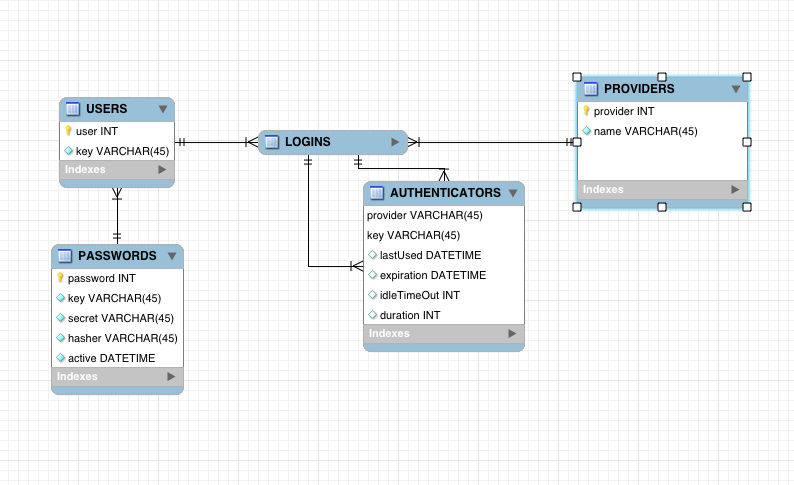 USERS
user INT
key VARCHAR(45)
Indexes
PASSWORDS
password INT
key VARCHAR(45)
secret VARCHAR(45)
hasher VARCHAR(45)
active DATETIME
Indexes
LOGINS
AUTHENTICATORS
provider VARCHAR(45)
key VARCHAR(45)
lastUsed DATETIME
expiration DATETIME
idleTimeOut INT
duration INT
Indexes
PROVIDERS
provider INT
name VARCHAR(45)
Indexes